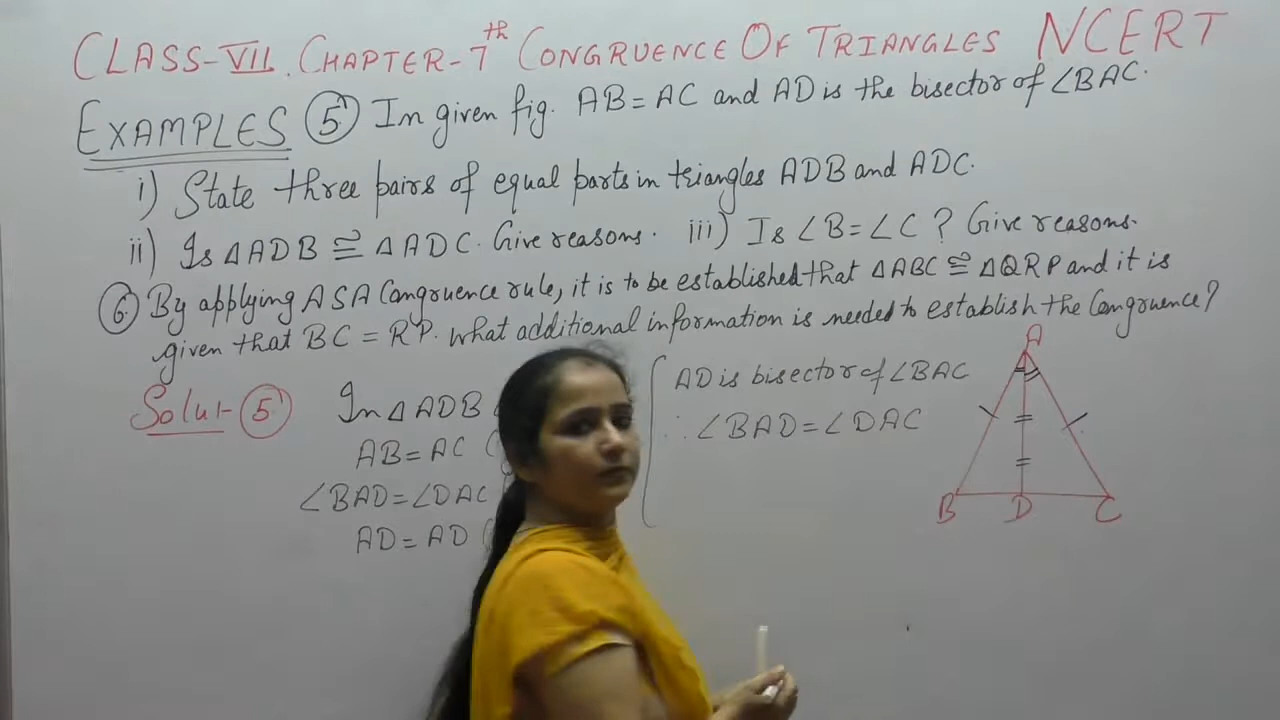 CLASS-VII. CHAPTER-7th CONGRUENCE OF TRIANGLES NCERT
EXAMPLES 5 In given fig. AB = AC and AD is the bisector of ∠BAC.
i) State three pairs of equal parts in triangles ADB and ADC.
ii) Is △ADB ≅ △ADC. Give reasons. iii) Is ∠B = ∠C ? Give reasons.
6 By applying ASA Congruence rule, it is to be established that △ABC ≅ △QRP and it is
given that BC = RP. What additional information is needed to establish the Congruence?
Solu- 5 In △ADB
AB = AC (
∠BAD = ∠DAC
AD = AD (
AD is bisector of ∠BAC
∴ ∠BAD = ∠DAC
A
B D C